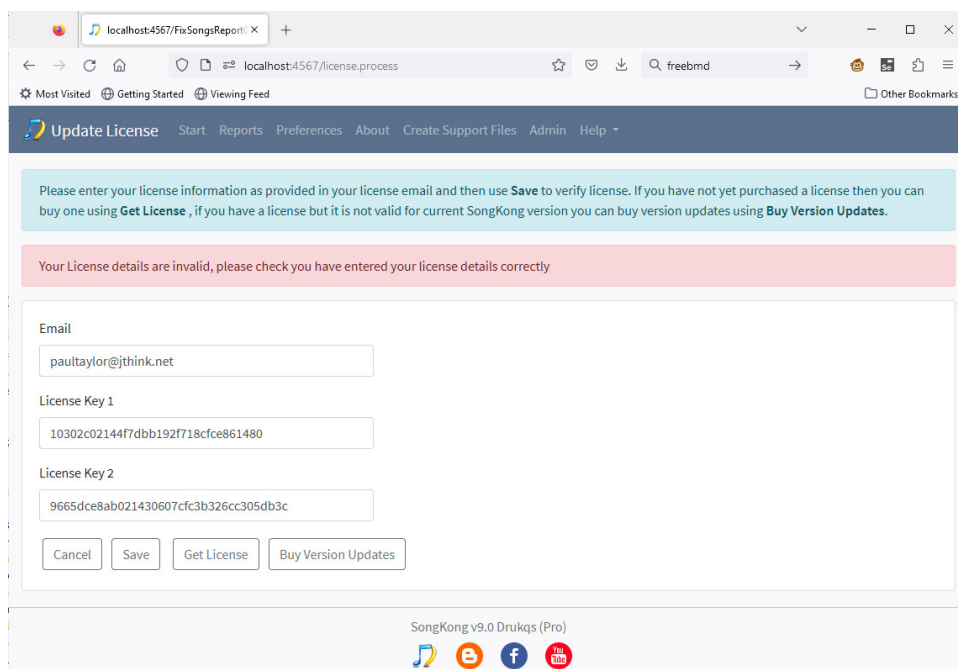 localhost:4567/FixSongsReport
localhost:4567/license.process
freebmd
Most Visited Getting Started Viewing Feed Other Bookmarks
Update License Start Reports Preferences About Create Support Files Admin Help
Please enter your license information as provided in your license email and then use Save to verify license. If you have not yet purchased a license then you can
buy one using Get License , if you have a license but it is not valid for current SongKong version you can buy version updates using Buy Version Updates.
Your License details are invalid, please check you have entered your license details correctly
Email
paultaylor@jthink.net
License Key 1
10302c02144f7dbb192f718cfce861480
License Key 2
9665dce8ab021430607cfc3b326cc305db3c
Cancel Save Get License Buy Version Updates
SongKong v9.0 Drukqs (Pro)
You
Tube